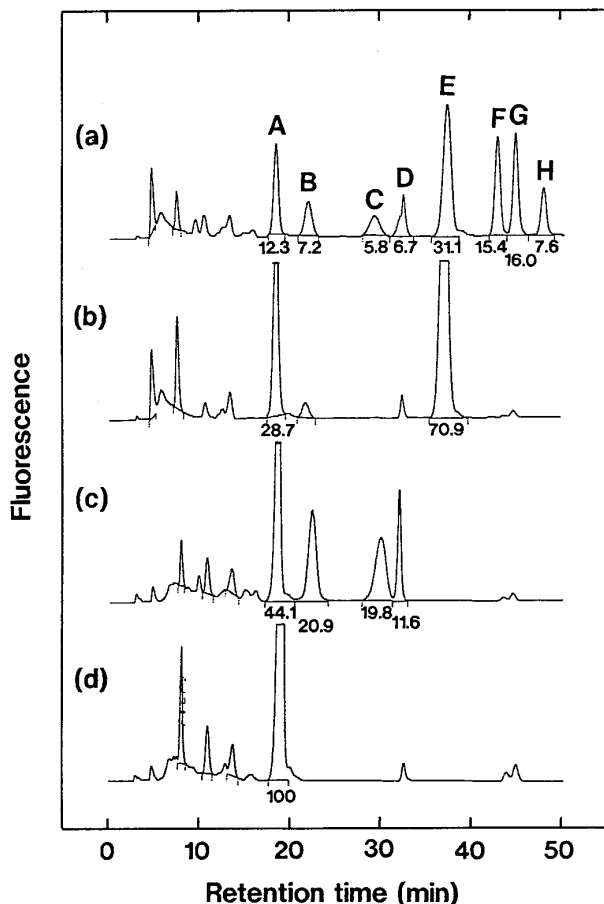 A
B
C
D
E
F
G
H
(a)
12.3
7.2
5.8
6.7
31.1
15.4
16.0
7.6
(b)
28.7
70.9
(c)
44.1
20.9
19.8
11.6
(d)
100
Fluorescence
0
10
20
30
40
50
Retention time (min)